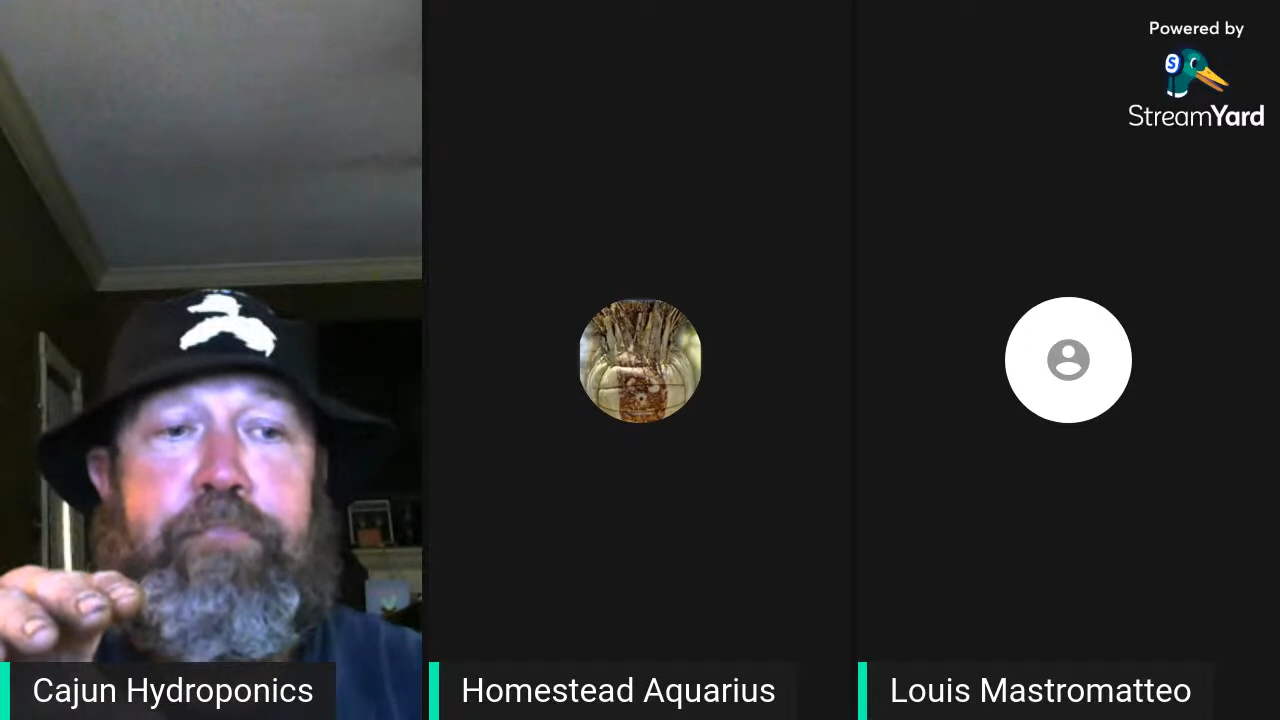 Powered by
S
StreamYard
Cajun Hydroponics
Homestead Aquarius
Louis Mastromatteo